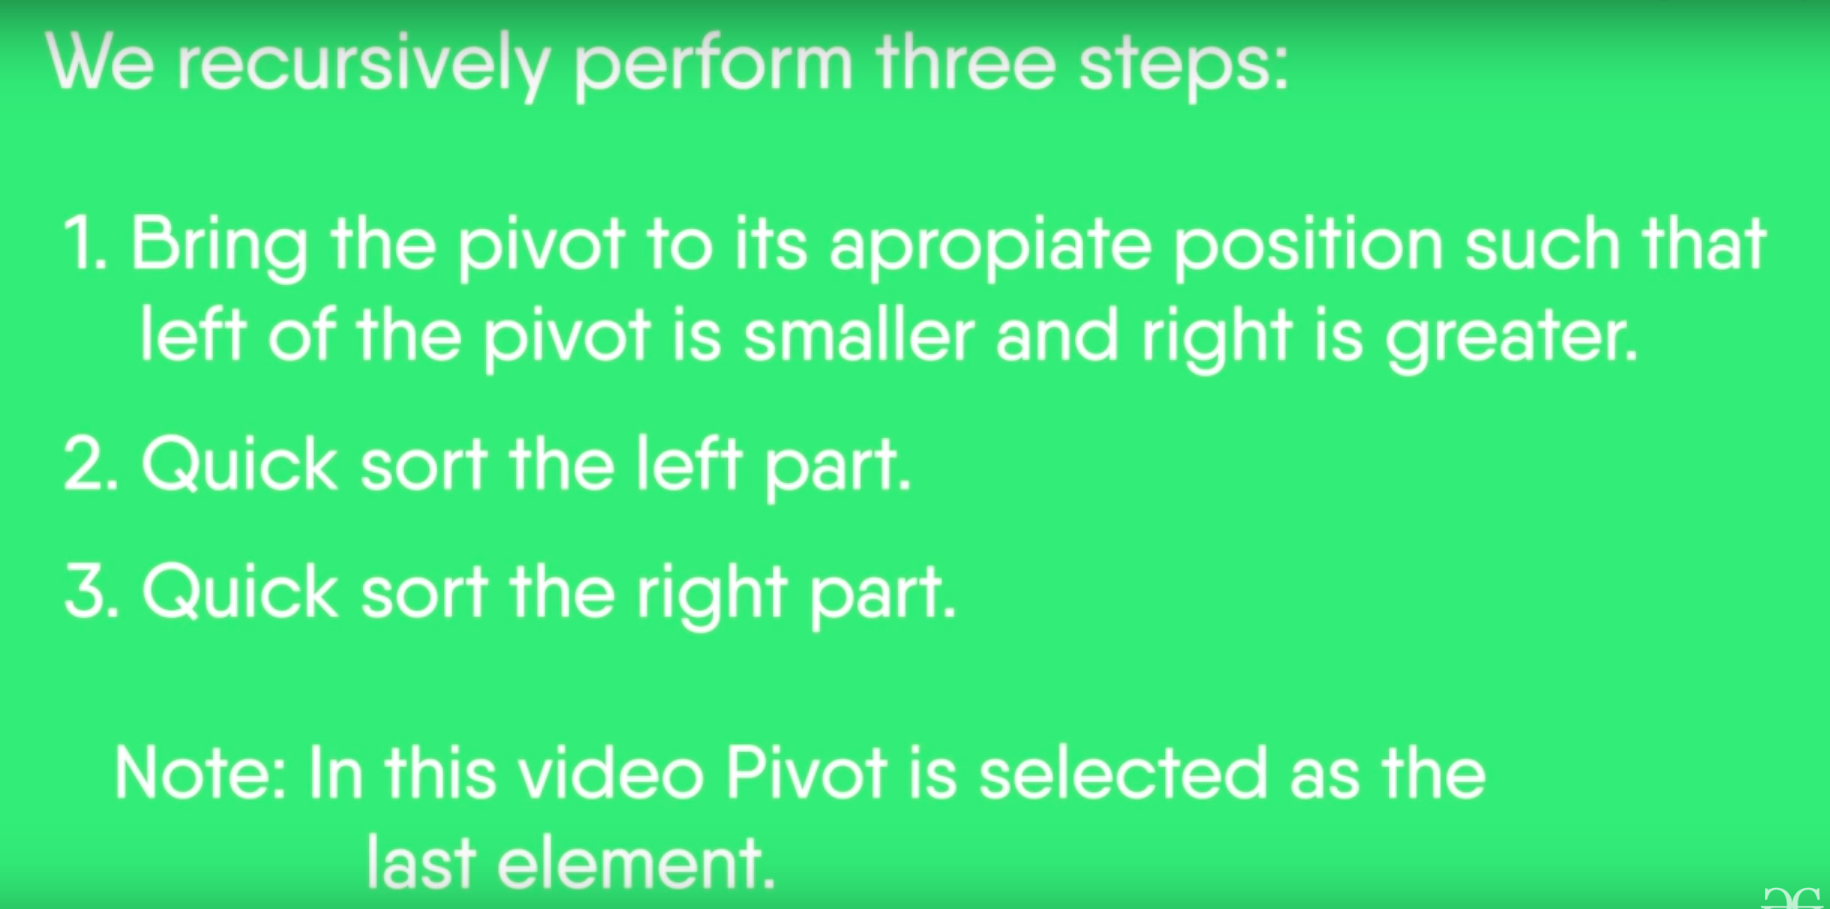 We recursively perform three steps:
1. Bring the pivot to its apropiate position such that
left of the pivot is smaller and right is greater.
2. Quick sort the left part.
3. Quick sort the right part.
Note: In this video Pivot is selected as the
last element.